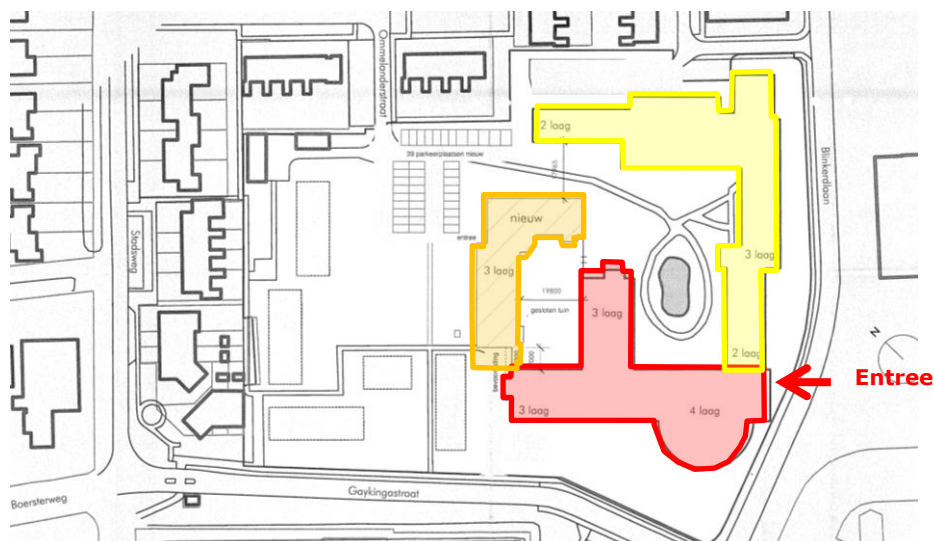 Ommelanderstraat
2 laag
39 parkeerplaatsen nieuw
Blinkerdlaan
nieuw
entree
Stadsweg
3 laag
3 laag
19800
gesloten tuin
3 laag
N
2 laag
Entree
3 laag
4 laag
Gaykingastraat
Boersterweg